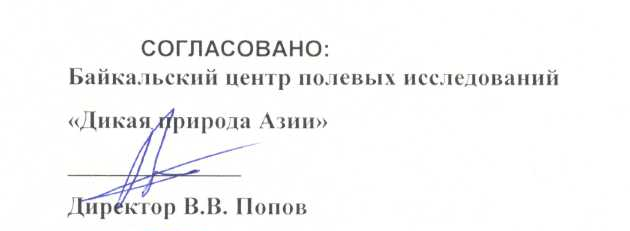 СОГЛАСОВАНО:
Байкальский центр полевых исследований
«Дикая природа Азии»
Директор В.В. Попов